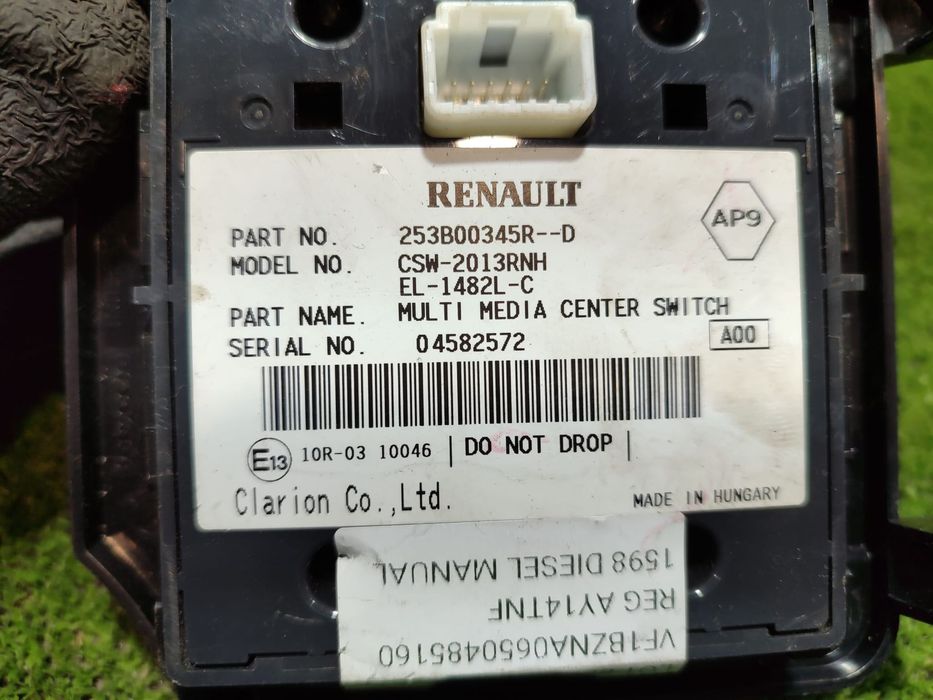 RENAULT
AP9
PART NO. 253B00345R--D
MODEL NO. CSW-2013RNH
EL-1482L-C
PART NAME. MULTI MEDIA CENTER SWITCH
SERIAL NO. 04582572
A00
E13 10R-03 10046 | DO NOT DROP |
Clarion Co.,Ltd.
MADE IN HUNGARY
VF1BZNA0650485160
REG AY14TNF
1598 DIESEL MANUAL